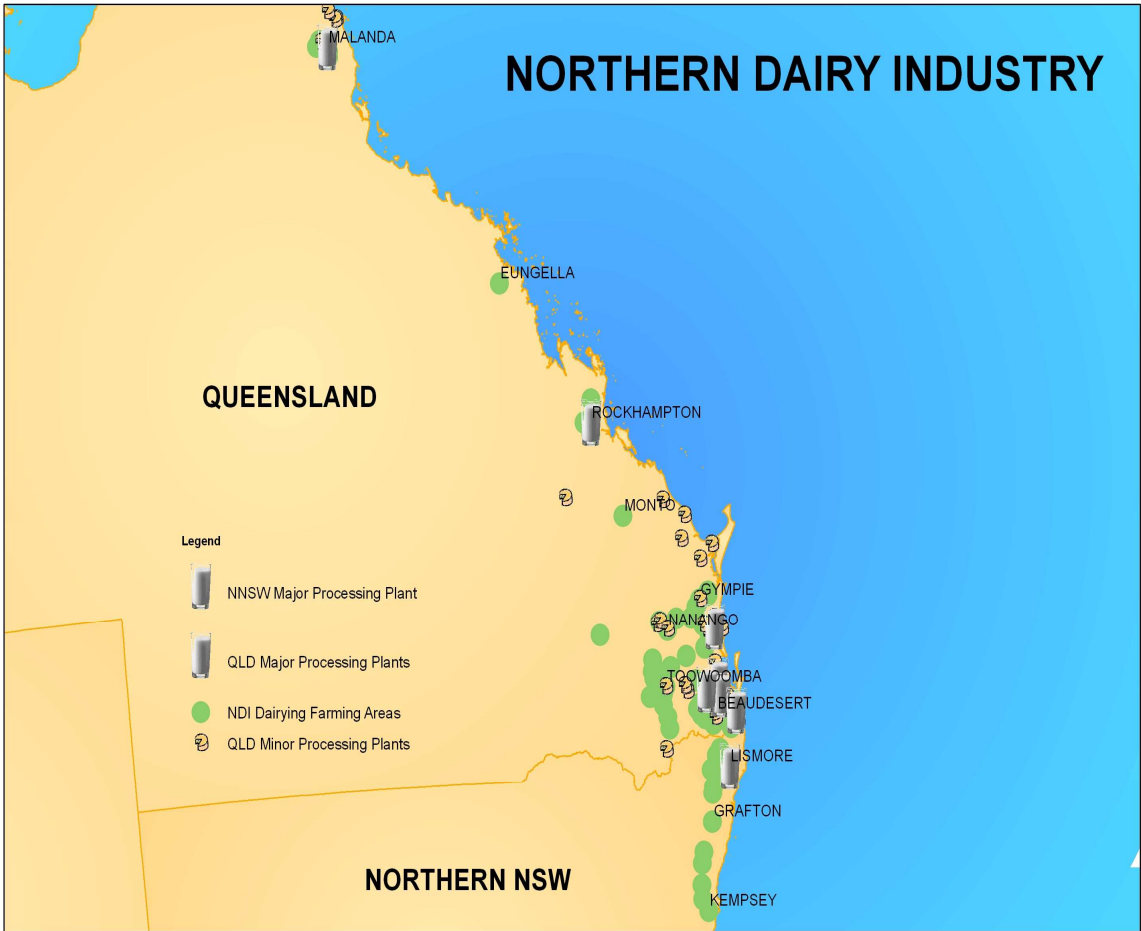 MALANDA
NORTHERN DAIRY INDUSTRY
EUNGELLA
QUEENSLAND
ROCKHAMPTON
MONTO
Legend
NNSW Major Processing Plant
QLD Major Processing Plants
NDI Dairying Farming Areas
QLD Minor Processing Plants
GYMPIE
NANANGO
TOOWOOMBA
BEAUDESERT
LISMORE
GRAFTON
NORTHERN NSW
KEMPSEY